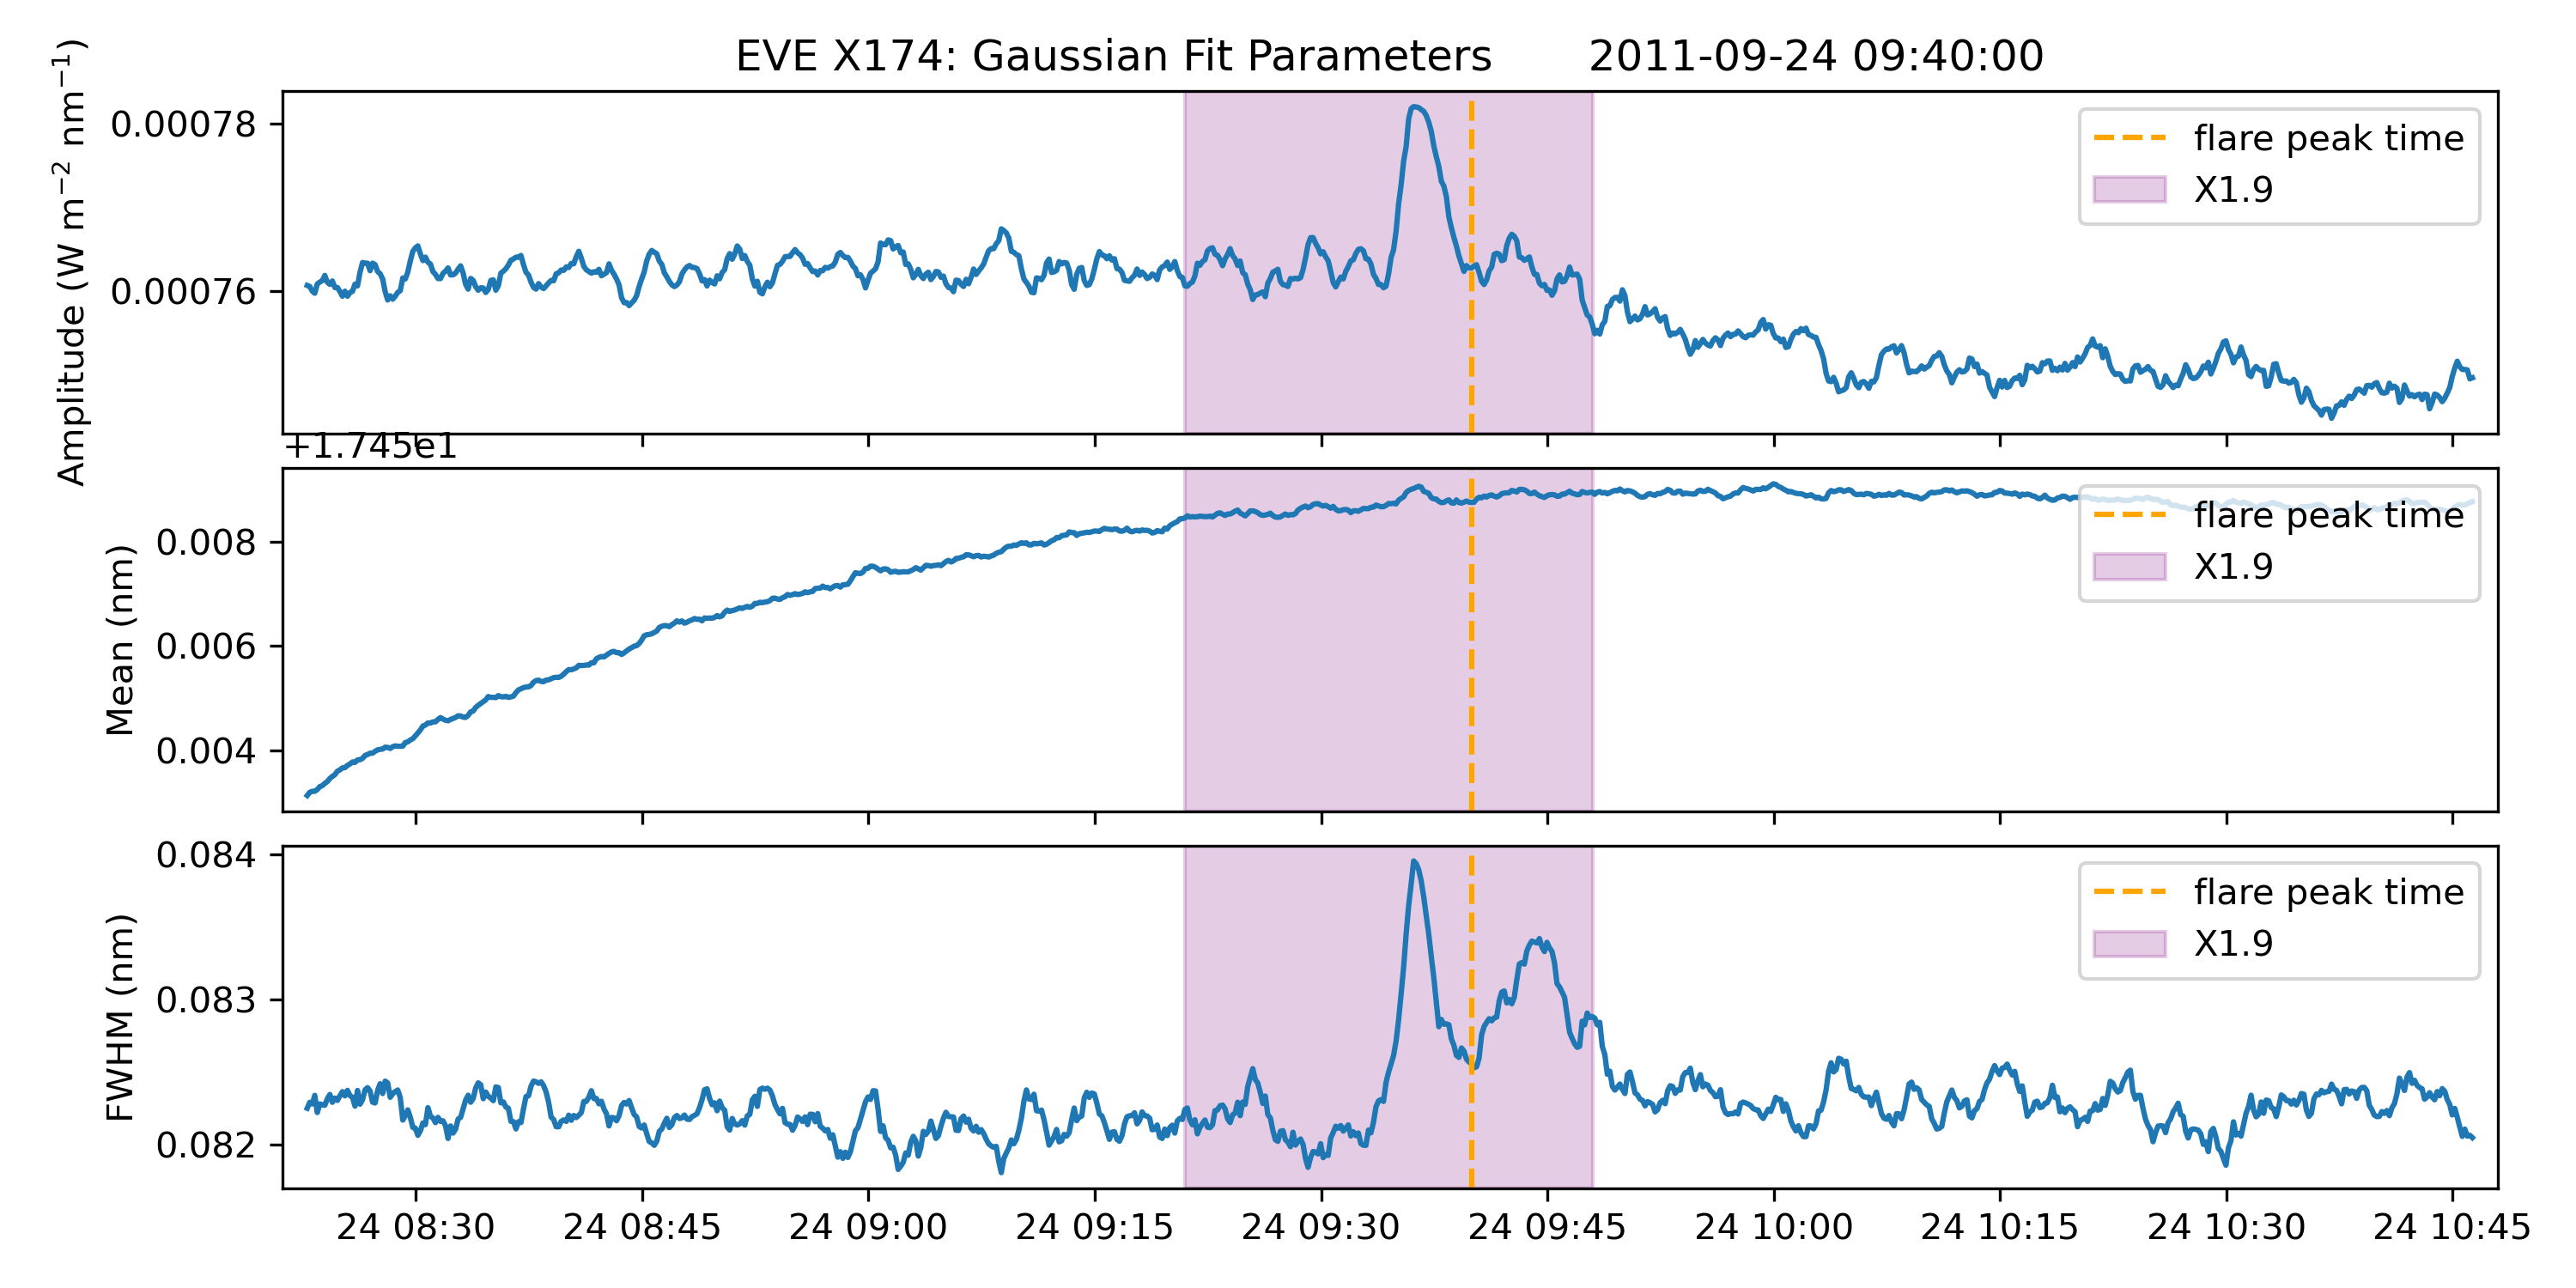 EVE X174: Gaussian Fit Parameters 2011-09-24 09:40:00
Amplitude (W m⁻² nm⁻¹)
0.00078
0.00076
flare peak time
X1.9
+1.745e1
Mean (nm)
0.008
0.006
0.004
flare peak time
X1.9
FWHM (nm)
0.084
0.083
0.082
flare peak time
X1.9
24 08:30 24 08:45 24 09:00 24 09:15 24 09:30 24 09:45 24 10:00 24 10:15 24 10:30 24 10:45